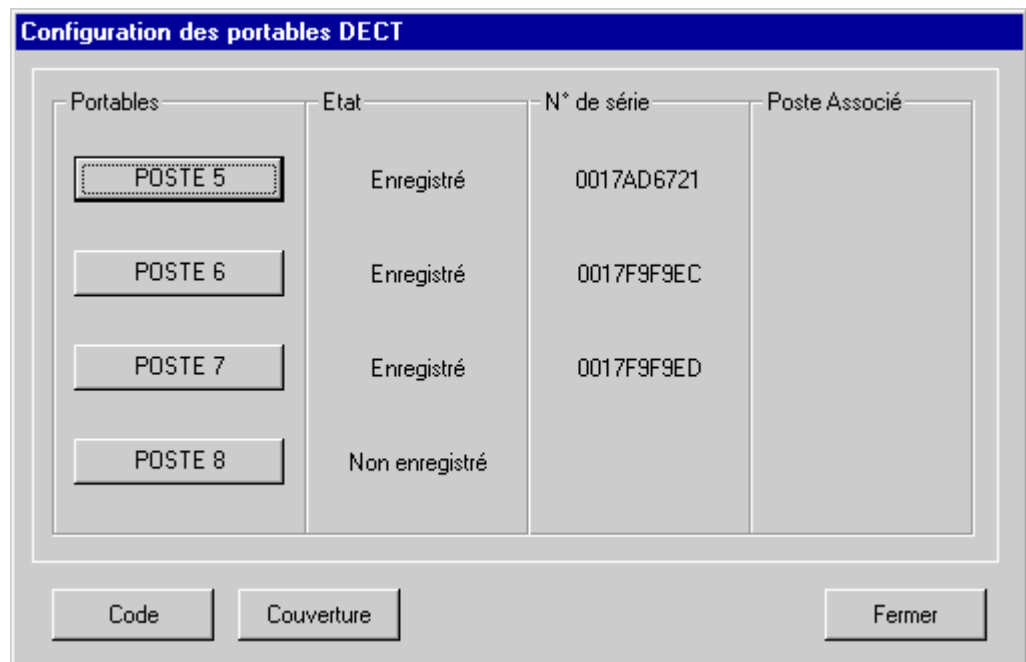 Configuration des portables DECT
Portables Etat N° de série Poste Associé
POSTE 5 Enregistré 0017AD6721
POSTE 6 Enregistré 0017F9F9EC
POSTE 7 Enregistré 0017F9F9ED
POSTE 8 Non enregistré
Code Couverture Fermer